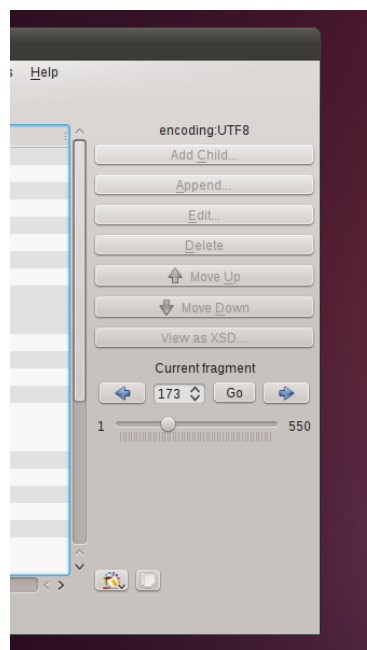 Help
encoding:UTF8
Add Child...
Append...
Edit...
Delete
Move Up
Move Down
View as XSD...
Current fragment
173 Go
1 550